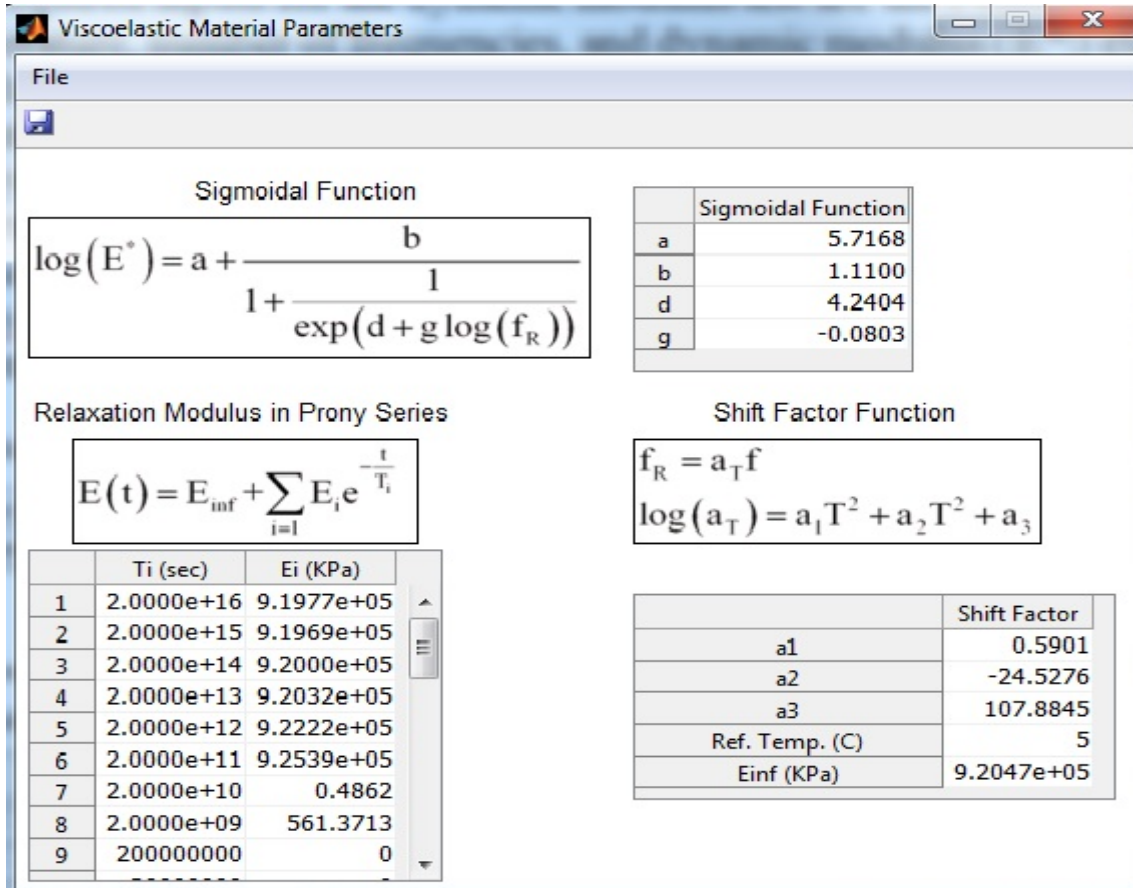 Viscoelastic Material Parameters
File
Sigmoidal Function
log(E*) = a + b / (1 + 1 / exp(d + g log(f_R)))
Sigmoidal Function
a 5.7168
b 1.1100
d 4.2404
g -0.0803
Relaxation Modulus in Prony Series
E(t) = E_inf + ∑_{i=1} E_i e^{-t/T_i}
Ti (sec) Ei (KPa)
1 2.0000e+16 9.1977e+05
2 2.0000e+15 9.1969e+05
3 2.0000e+14 9.2000e+05
4 2.0000e+13 9.2032e+05
5 2.0000e+12 9.2222e+05
6 2.0000e+11 9.2539e+05
7 2.0000e+10 0.4862
8 2.0000e+09 561.3713
9 200000000 0
Shift Factor Function
f_R = a_T f
log(a_T) = a_1T² + a_2T² + a_3
Shift Factor
a1 0.5901
a2 -24.5276
a3 107.8845
Ref. Temp. (C) 5
Einf (KPa) 9.2047e+05